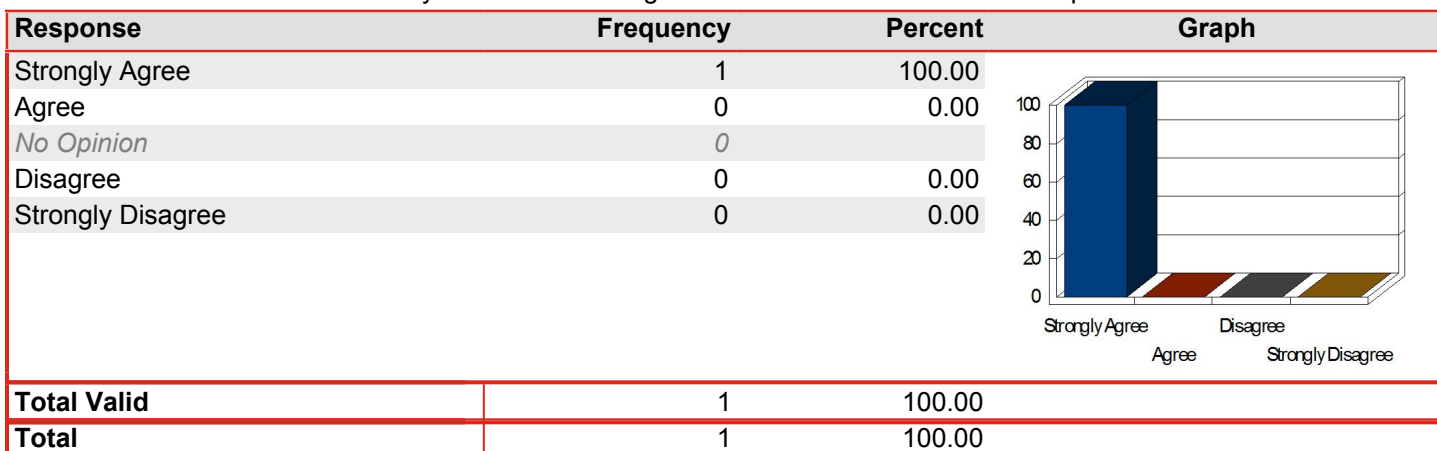 Response Frequency Percent Graph
Strongly Agree 1 100.00
Agree 0 0.00
No Opinion 0
Disagree 0 0.00
Strongly Disagree 0 0.00
100
80
60
40
20
0
Strongly Agree Disagree
Agree Strongly Disagree
Total Valid 1 100.00
Total 1 100.00